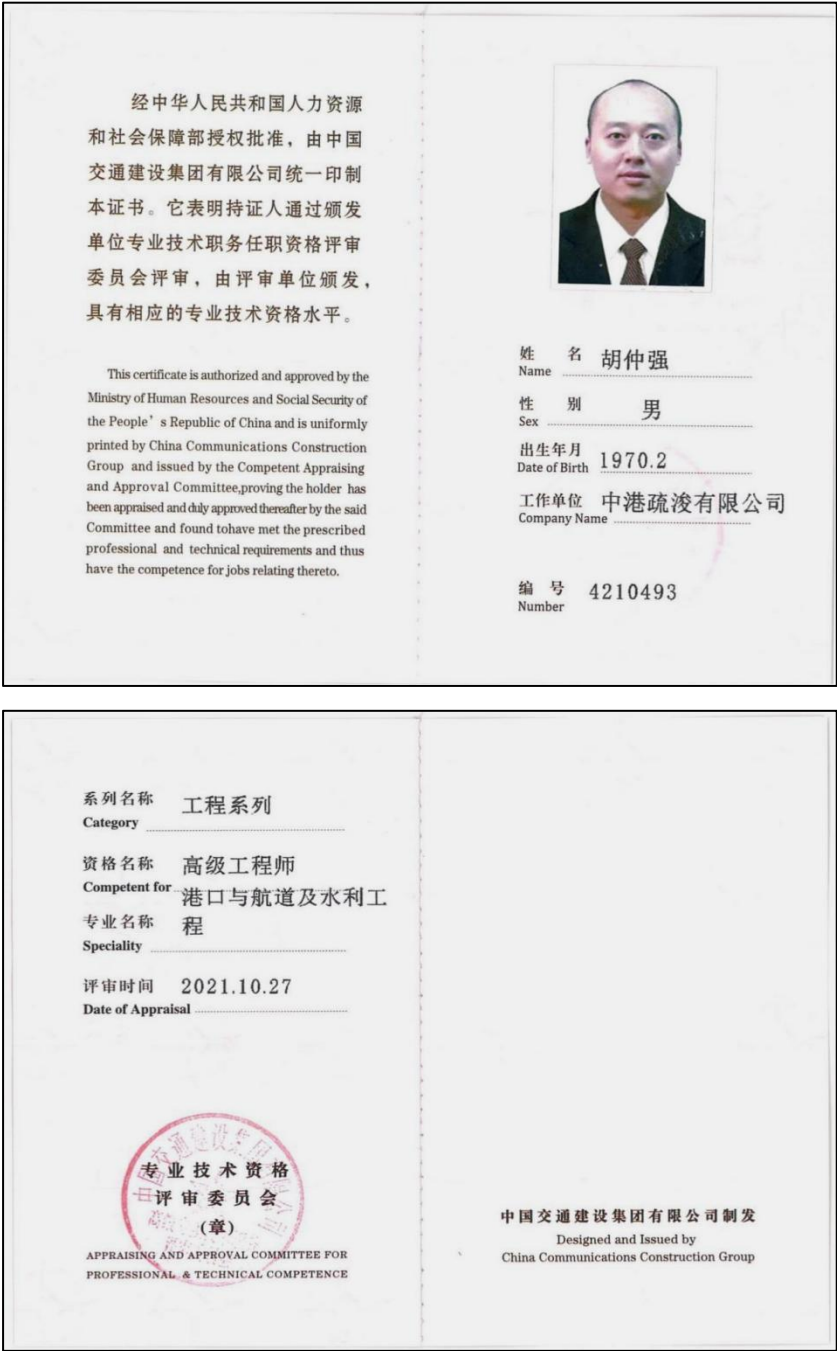 经中华人民共和国人力资源
和社会保障部授权批准，由中国
交通建设集团有限公司统一印制
本证书。它表明持证人通过颁发
单位专业技术职务任职资格评审
委员会评审，由评审单位颁发，
具有相应的专业技术资格水平。
This certificate is authorized and approved by the
Ministry of Human Resources and Social Security of
the People’s Republic of China and is uniformly
printed by China Communications Construction
Group and issued by the Competent Appraising
and Approval Committee,proving the holder has
been appraised and duly approved thereafter by the said
Committee and found tohave met the prescribed
professional and technical requirements and thus
have the competence for jobs relating thereto.
姓 名 胡仲强
Name
性 别 男
Sex
出生年月 1970.2
Date of Birth
工作单位 中港疏浚有限公司
Company Name
编 号 4210493
Number
系列名称 工程系列
Category
资格名称 高级工程师
Competent for
港口与航道及水利工
专业名称 程
Speciality
评审时间 2021.10.27
Date of Appraisal
中国交通建设集团有限公司
专业技术资格
评审委员会
(章)
APPRAISING AND APPROVAL COMMITTEE FOR
PROFESSIONAL & TECHNICAL COMPETENCE
中国交通建设集团有限公司制发
Designed and Issued by
China Communications Construction Group